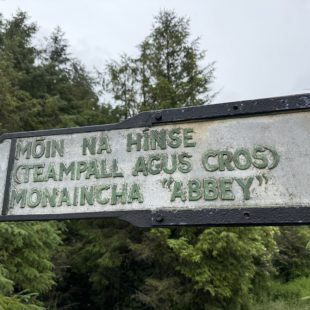 MÓIN NA HÍNSE
(TEAMPALL AGUS CROS)
MONAINCHA "ABBEY"